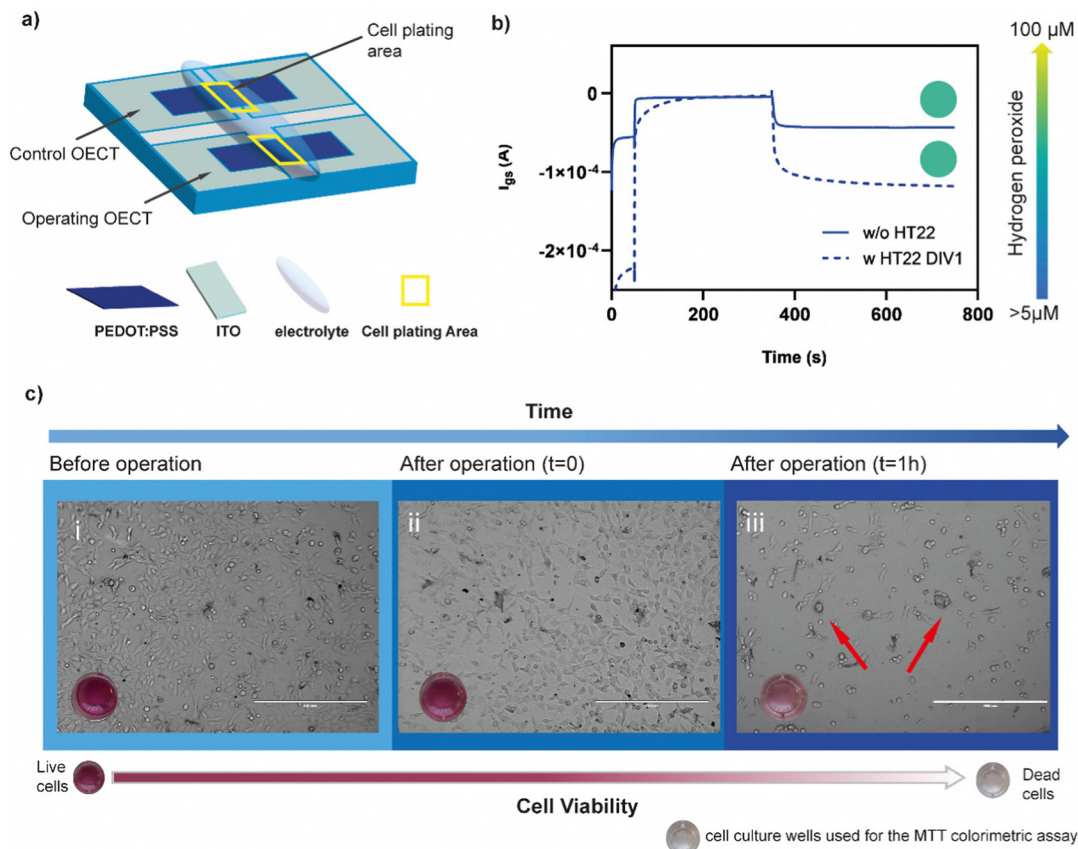 a)
Cell plating
area
Control OECT
Operating OECT
PEDOT:PSS
ITO
electrolyte
Cell plating Area
b)
I_gs (A)
0
-1×10⁻⁴
-2×10⁻⁴
0
200
400
600
800
Time (s)
w/o HT22
w HT22 DIV1
100 µM
Hydrogen peroxide
>5µM
c)
Time
Before operation
After operation (t=0)
After operation (t=1h)
i
ii
iii
Live
cells
Dead
cells
Cell Viability
cell culture wells used for the MTT colorimetric assay